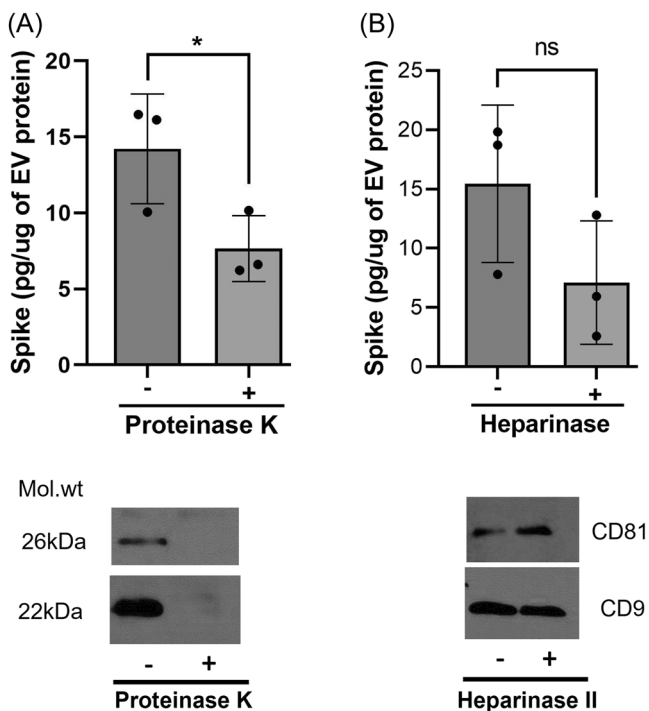 (A)
Spike (pg/ug of EV protein)
20
15
10
5
0
*
- +
Proteinase K
(B)
Spike (pg/ug of EV protein)
25
20
15
10
5
0
ns
- +
Heparinase
Mol.wt
26kDa
22kDa
- +
Proteinase K
CD81
CD9
- +
Heparinase II